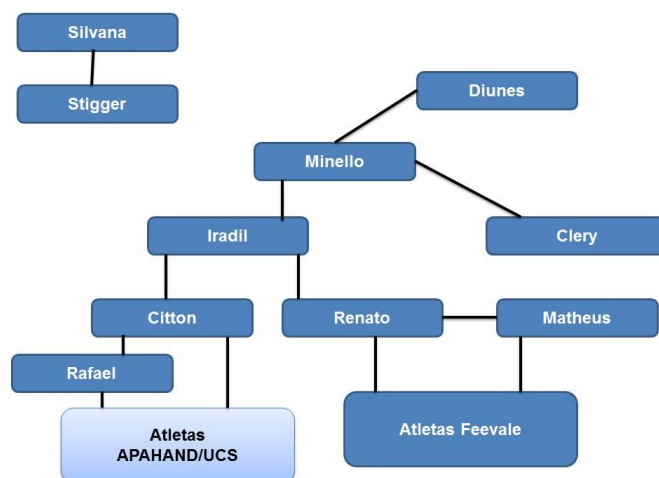 Silvana
Stigger
Diunes
Minello
Iradil
Clery
Citton
Renato
Matheus
Rafael
Atletas
APAHAND/UCS
Atletas Feevale